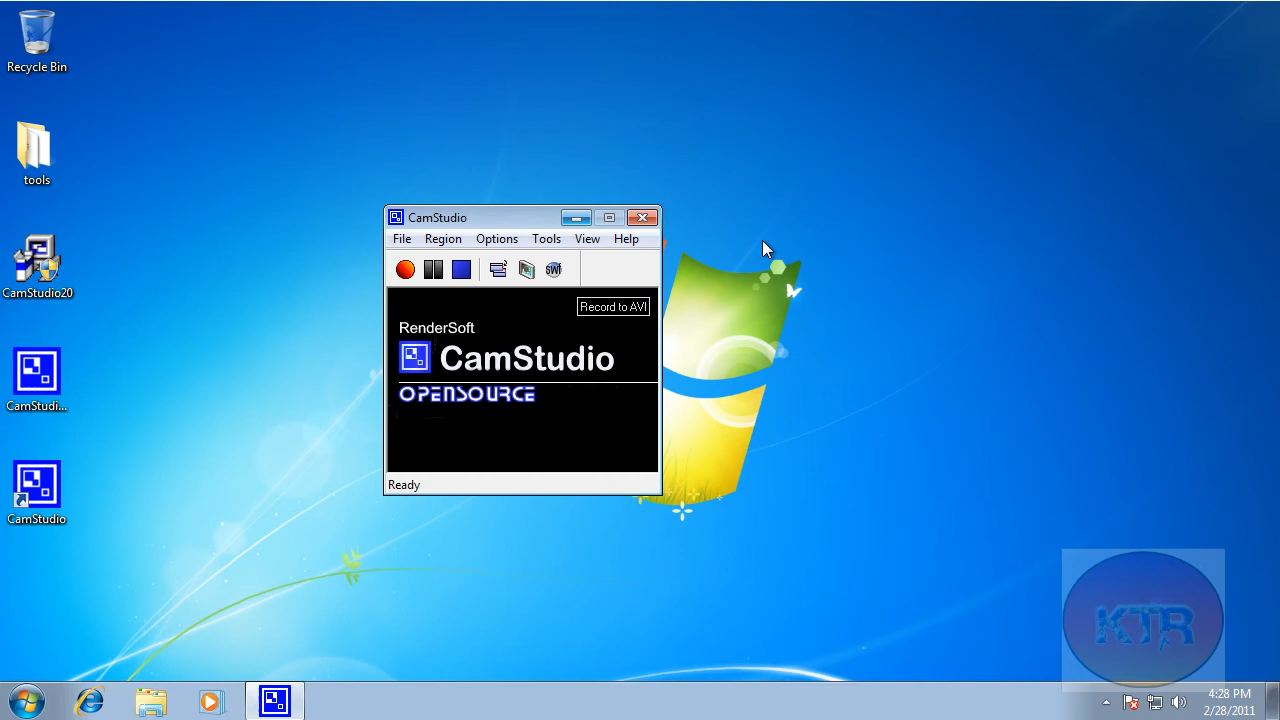 Recycle Bin
tools
CamStudio20
CamStudi...
CamStudio
CamStudio
File Region Options Tools View Help
SWF
Record to AVI
RenderSoft
CamStudio
OPENSOURCE
Ready
KTR
4:28 PM
2/28/2011